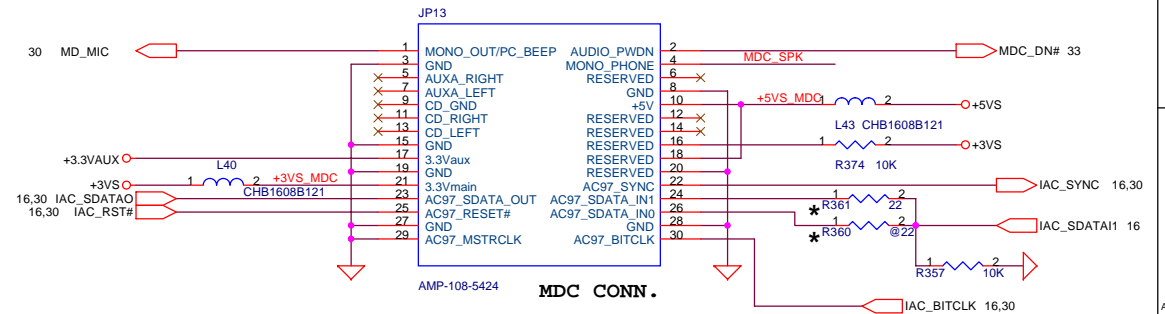 JP13
30 MD_MIC
1 MONO_OUT/PC_BEEP AUDIO_PWDN 2
MDC_DN# 33
3 GND MONO_PHONE 4
MDC_SPK
5 AUXA_RIGHT RESERVED 6
7 AUXA_LEFT GND 8
9 CD_GND +5V 10
+5VS_MDC 1 2 +5VS
11 CD_RIGHT RESERVED 12
13 CD_LEFT RESERVED 14
L43 CHB1608B121
15 GND RESERVED 16
1 2 +3VS
+3.3VAUX
17 3.3Vaux RESERVED 18
R374 10K
L40
19 GND GND 20
+3VS 1 2 +3VS_MDC
21 3.3Vmain AC97_SYNC 22
IAC_SYNC 16,30
CHB1608B121
16,30 IAC_SDATAO
23 AC97_SDATA_OUT AC97_SDATA_IN1 24
1 2
R361 22
16,30 IAC_RST#
25 AC97_RESET# AC97_SDATA_IN0 26
*
27 GND GND 28
1 2
R360 @22
IAC_SDATAI1 16
29 AC97_MSTRCLK AC97_BITCLK 30
*
1 2
R357 10K
AMP-108-5424
MDC CONN.
IAC_BITCLK 16,30
A